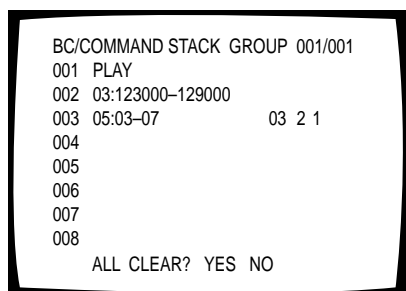 BC/COMMAND STACK GROUP 001/001
001 PLAY
002 03:123000–129000
003 05:03–07 03 2 1
004
005
006
007
008
ALL CLEAR? YES NO